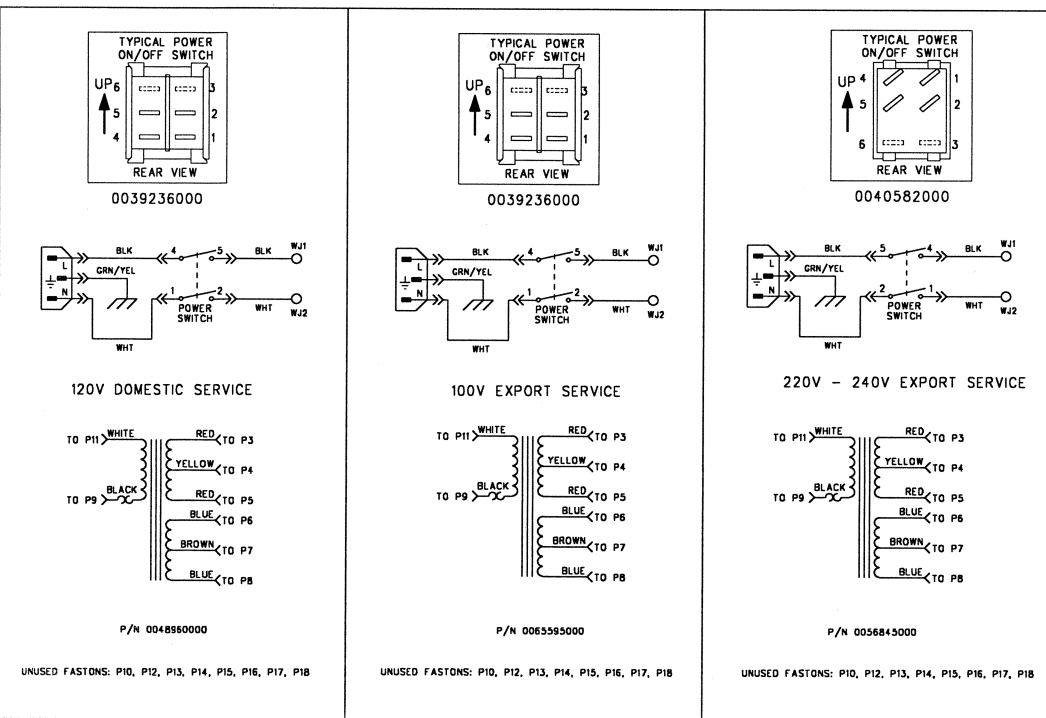 TYPICAL POWER
ON/OFF SWITCH
UP
6
3
5
2
4
1
REAR VIEW
0039236000
BLK
4
5
BLK
WJ1
L
GRN/YEL
N
1
2
WHT
WJ2
POWER
SWITCH
WHT
120V DOMESTIC SERVICE
TO P11
WHITE
RED
TO P3
YELLOW
TO P4
TO P9
BLACK
RED
TO P5
BLUE
TO P6
BROWN
TO P7
BLUE
TO P8
P/N 0048960000
UNUSED FASTONS: P10, P12, P13, P14, P15, P16, P17, P18
TYPICAL POWER
ON/OFF SWITCH
UP
6
3
5
2
4
1
REAR VIEW
0039236000
BLK
4
5
BLK
WJ1
L
GRN/YEL
N
1
2
WHT
WJ2
POWER
SWITCH
WHT
100V EXPORT SERVICE
TO P11
WHITE
RED
TO P3
YELLOW
TO P4
TO P9
BLACK
RED
TO P5
BLUE
TO P6
BROWN
TO P7
BLUE
TO P8
P/N 0065595000
UNUSED FASTONS: P10, P12, P13, P14, P15, P16, P17, P18
TYPICAL POWER
ON/OFF SWITCH
UP
4
1
5
2
6
3
REAR VIEW
0040582000
BLK
5
4
BLK
WJ1
L
GRN/YEL
N
2
1
WHT
WJ2
POWER
SWITCH
WHT
220V - 240V EXPORT SERVICE
TO P11
WHITE
RED
TO P3
YELLOW
TO P4
TO P9
BLACK
RED
TO P5
BLUE
TO P6
BROWN
TO P7
BLUE
TO P8
P/N 0056845000
UNUSED FASTONS: P10, P12, P13, P14, P15, P16, P17, P18